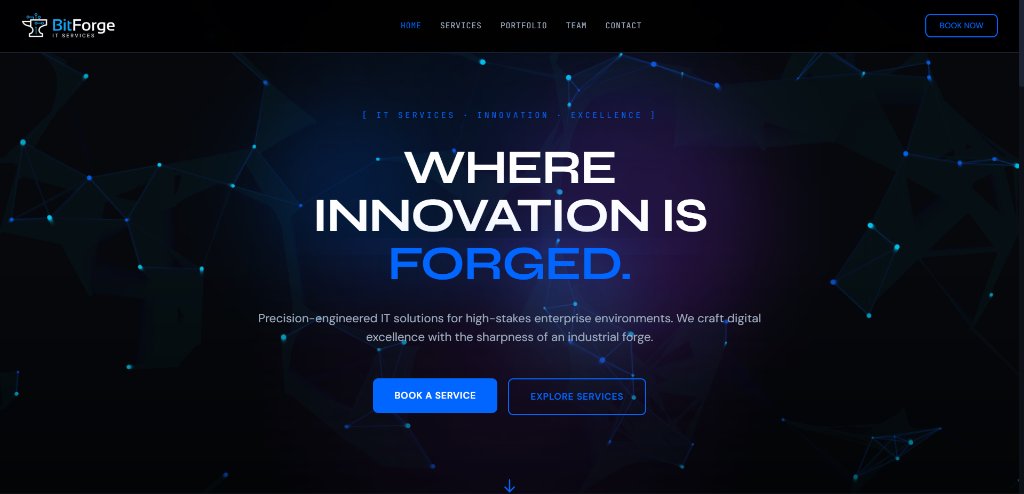 BitForge
IT SERVICES
HOME SERVICES PORTFOLIO TEAM CONTACT
BOOK NOW
[ IT SERVICES · INNOVATION · EXCELLENCE ]
WHERE
INNOVATION IS
FORGED.
Precision-engineered IT solutions for high-stakes enterprise environments. We craft digital
excellence with the sharpness of an industrial forge.
BOOK A SERVICE
EXPLORE SERVICES